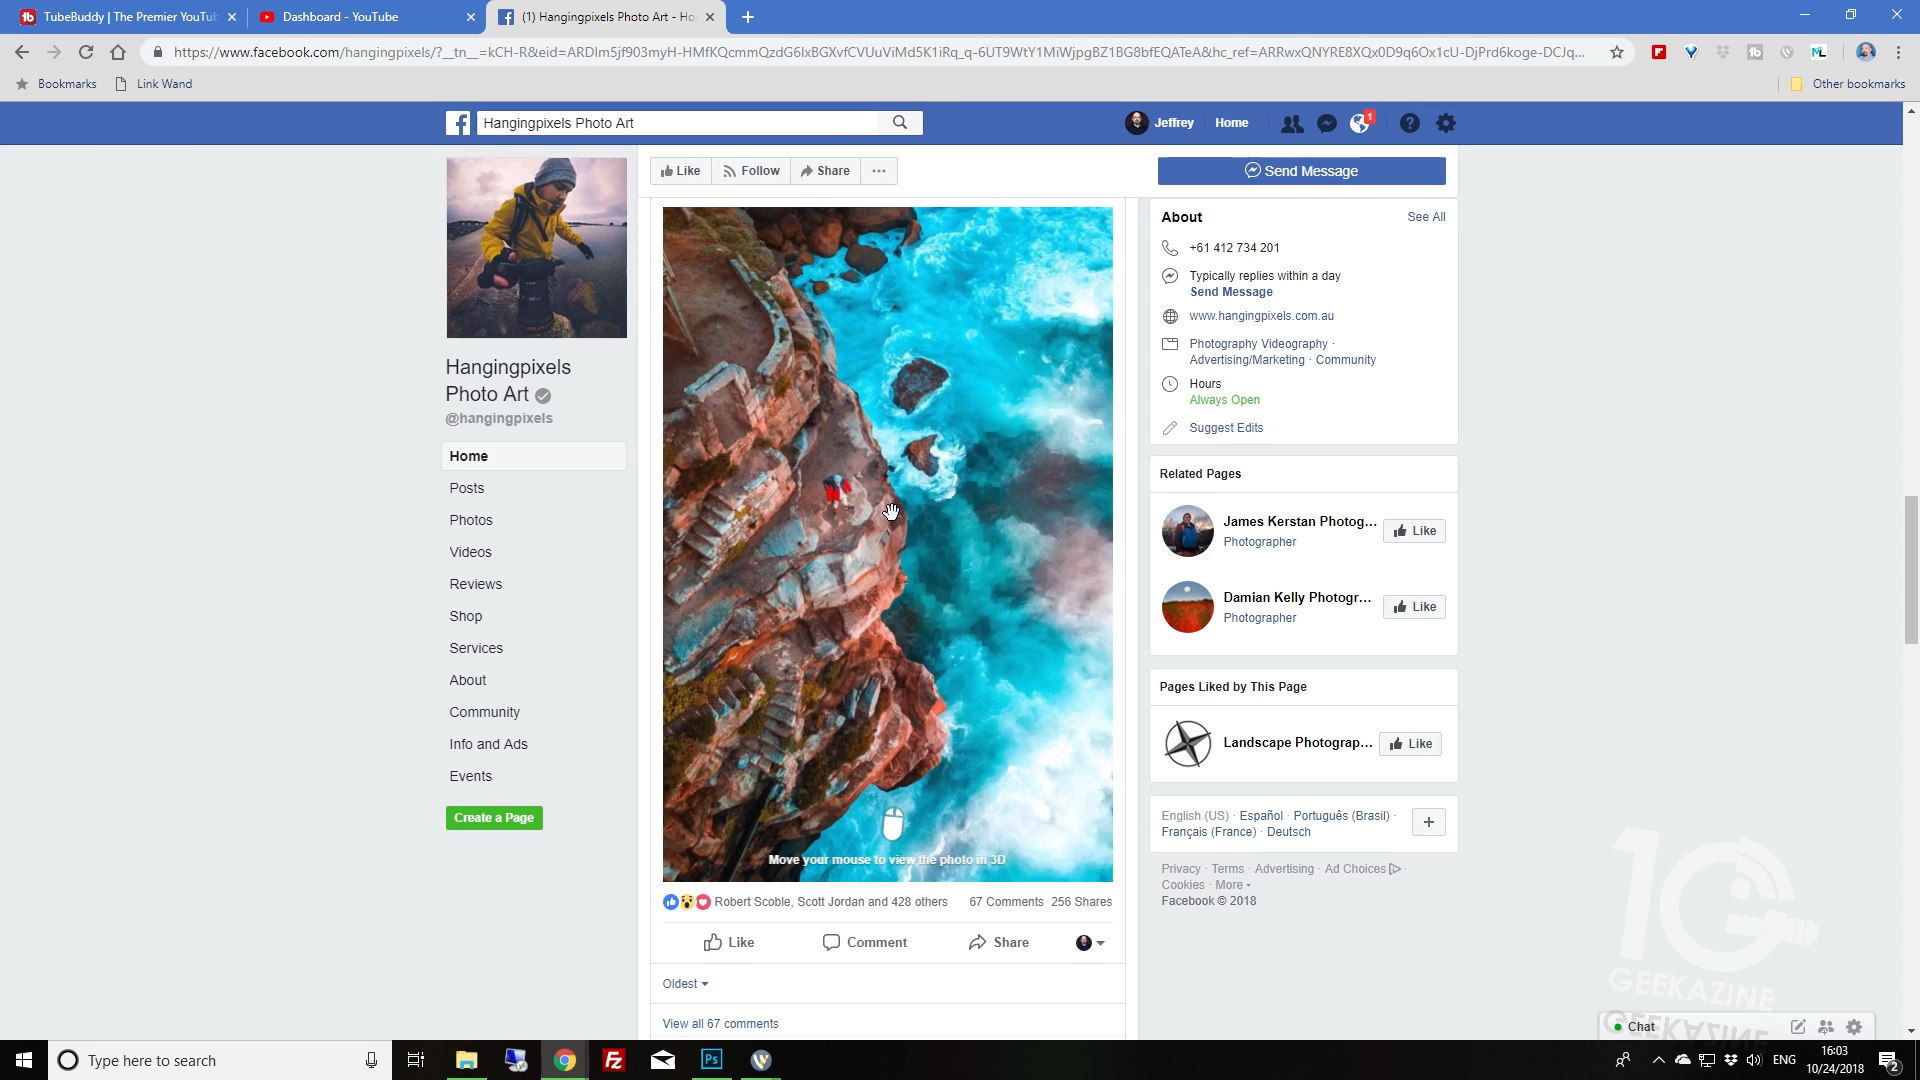 TubeBuddy | The Premier YouTu
Dashboard - YouTube
(1) Hangingpixels Photo Art - Ho
https://www.facebook.com/hangingpixels/?__tn__=kCH-R&eid=ARDIm5jf903myH-HMfKQcmmQzdG6lxBGXvfCVUuViMd5K1iRq_q-6UT9WtY1MiWjpgBZ1BG8bfEQATeA&hc_ref=ARRwxQNYRE8XQx0D9q6Ox1cU-DjPrd6koge-DCJq...
Bookmarks
Link Wand
Other bookmarks
Hangingpixels Photo Art
Jeffrey
Home
1
Like
Follow
Share
Send Message
Hangingpixels
Photo Art
@hangingpixels
Home
Posts
Photos
Videos
Reviews
Shop
Services
About
Community
Info and Ads
Events
Create a Page
Move your mouse to view the photo in 3D
Robert Scoble, Scott Jordan and 428 others
67 Comments
256 Shares
Like
Comment
Share
Oldest
View all 67 comments
About
See All
+61 412 734 201
Typically replies within a day
Send Message
www.hangingpixels.com.au
Photography Videography ·
Advertising/Marketing · Community
Hours
Always Open
Suggest Edits
Related Pages
James Kerstan Photog...
Photographer
Like
Damian Kelly Photogr...
Photographer
Like
Pages Liked by This Page
Landscape Photograp...
Like
English (US) · Español · Português (Brasil) ·
Français (France) · Deutsch
Privacy · Terms · Advertising · Ad Choices ·
Cookies · More
Facebook © 2018
GEEKAZINE
Chat
Type here to search
Fz
Ps
ENG
16:03
10/24/2018
2